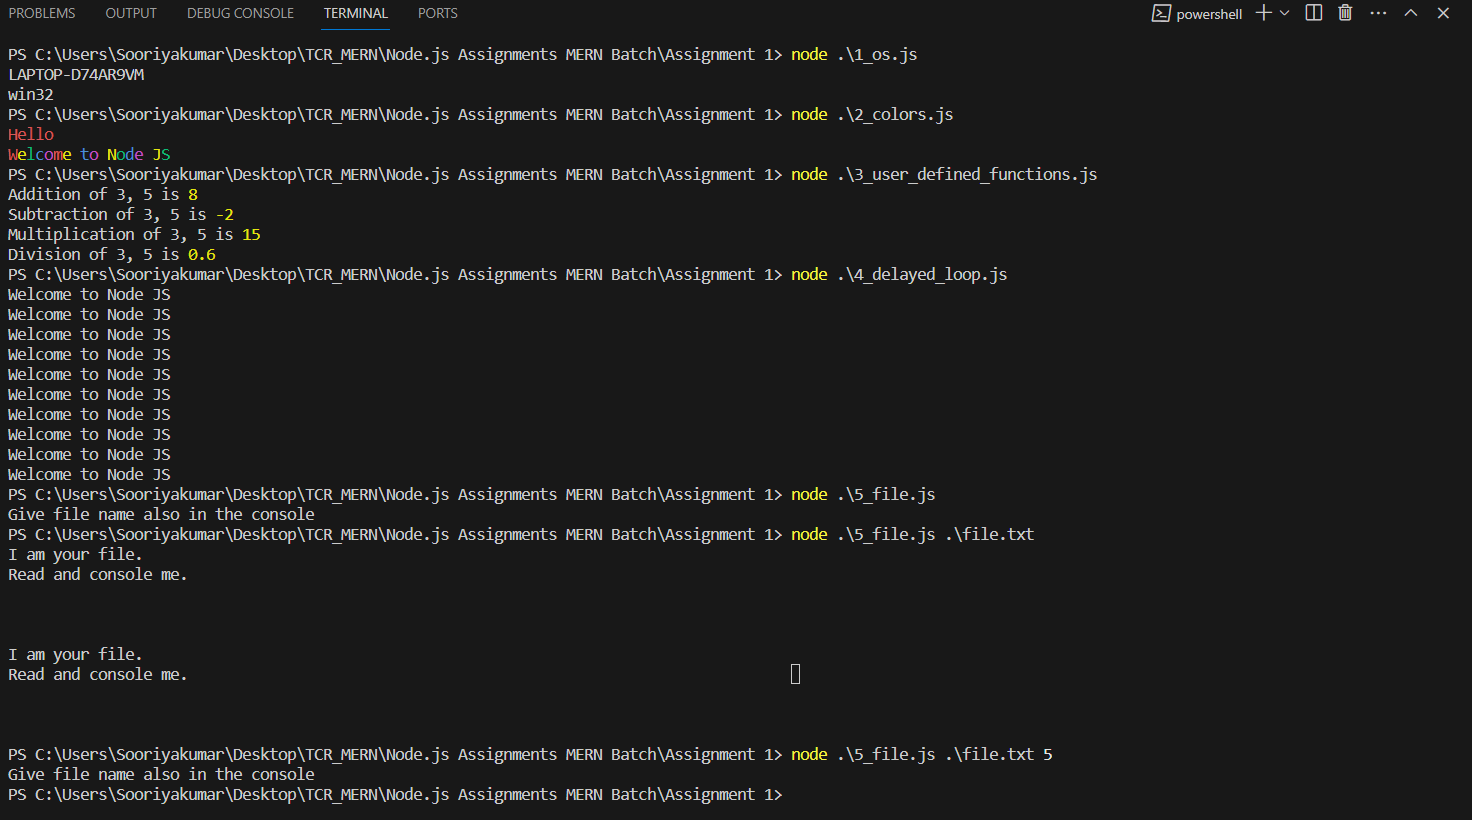 PROBLEMS OUTPUT DEBUG CONSOLE TERMINAL PORTS powershell
PS C:\Users\Sooriyakumar\Desktop\TCR_MERN\Node.js Assignments MERN Batch\Assignment 1> node .\1_os.js
LAPTOP-D74AR9VM
win32
PS C:\Users\Sooriyakumar\Desktop\TCR_MERN\Node.js Assignments MERN Batch\Assignment 1> node .\2_colors.js
Hello
Welcome to Node JS
PS C:\Users\Sooriyakumar\Desktop\TCR_MERN\Node.js Assignments MERN Batch\Assignment 1> node .\3_user_defined_functions.js
Addition of 3, 5 is 8
Subtraction of 3, 5 is -2
Multiplication of 3, 5 is 15
Division of 3, 5 is 0.6
PS C:\Users\Sooriyakumar\Desktop\TCR_MERN\Node.js Assignments MERN Batch\Assignment 1> node .\4_delayed_loop.js
Welcome to Node JS
Welcome to Node JS
Welcome to Node JS
Welcome to Node JS
Welcome to Node JS
Welcome to Node JS
Welcome to Node JS
Welcome to Node JS
Welcome to Node JS
Welcome to Node JS
PS C:\Users\Sooriyakumar\Desktop\TCR_MERN\Node.js Assignments MERN Batch\Assignment 1> node .\5_file.js
Give file name also in the console
PS C:\Users\Sooriyakumar\Desktop\TCR_MERN\Node.js Assignments MERN Batch\Assignment 1> node .\5_file.js .\file.txt
I am your file.
Read and console me.
I am your file.
Read and console me.
PS C:\Users\Sooriyakumar\Desktop\TCR_MERN\Node.js Assignments MERN Batch\Assignment 1> node .\5_file.js .\file.txt 5
Give file name also in the console
PS C:\Users\Sooriyakumar\Desktop\TCR_MERN\Node.js Assignments MERN Batch\Assignment 1>